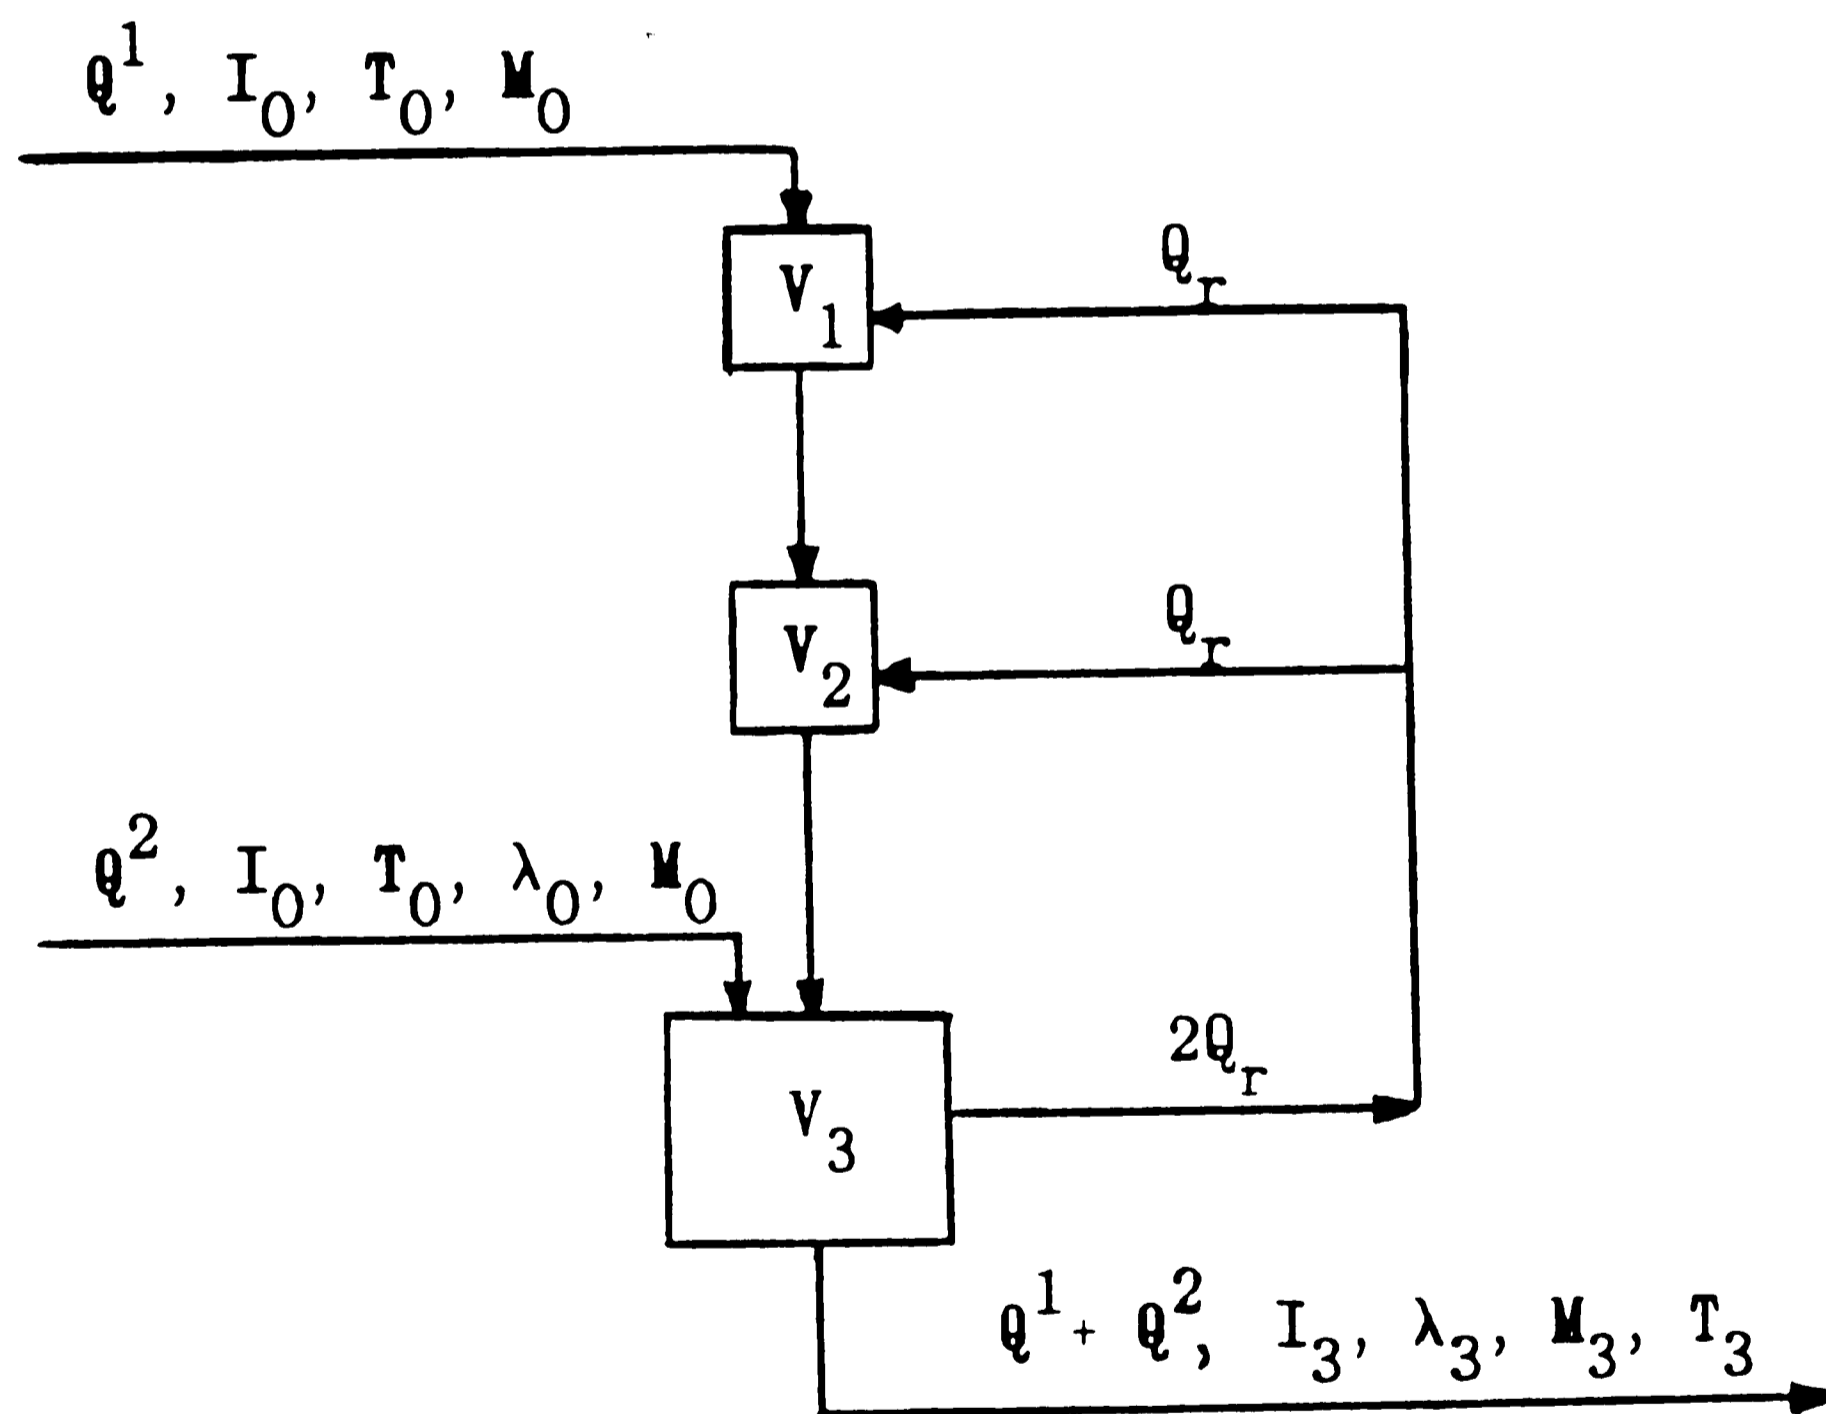 Q¹, I₀, T₀, M₀
Qᵣ
V₁
Qᵣ
V₂
Q², I₀, T₀, λ₀, M₀
2Qᵣ
V₃
Q¹+ Q², I₃, λ₃, M₃, T₃